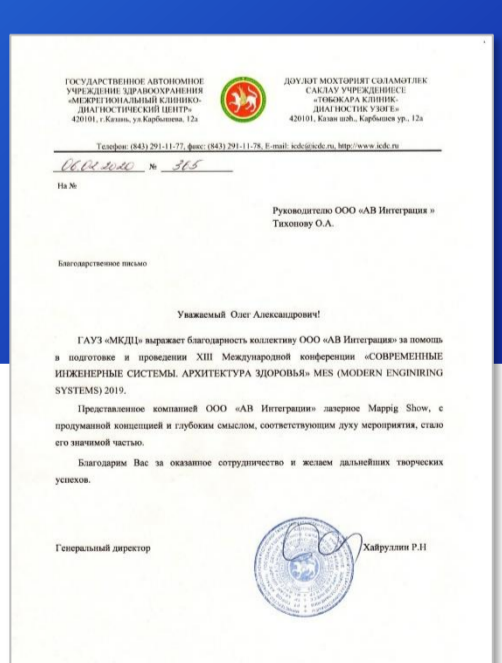 ГОСУДАРСТВЕННОЕ АВТОНОМНОЕ
УЧРЕЖДЕНИЕ ЗДРАВООХРАНЕНИЯ
«МЕЖРЕГИОНАЛЬНЫЙ КЛИНИКО-
ДИАГНОСТИЧЕСКИЙ ЦЕНТР»
420101, г.Казань, ул.Карбышева, 12а
ДӘҮЛӘТ МОХТӘРИЯТ СӘЛАМӘТЛЕК
САКЛАУ УЧРЕЖДЕНИЕСЕ
«ТӨБӘКАРА КЛИНИК-
ДИАГНОСТИК ҮЗӘГЕ»
420101, Казан шәһ., Карбышев ур., 12а
Телефон: (843) 291-11-77, факс: (843) 291-11-78, E-mail: icdc@icdc.ru, http://www.icdc.ru
06.02.2020 № 365
На №
Руководителю ООО «АВ Интеграция »
Тихонову О.А.
Благодарственное письмо
Уважаемый Олег Александрович!
ГАУЗ «МКДЦ» выражает благодарность коллективу ООО «АВ Интеграция» за помощь
в подготовке и проведении XIII Международной конференции «СОВРЕМЕННЫЕ
ИНЖЕНЕРНЫЕ СИСТЕМЫ. АРХИТЕКТУРА ЗДОРОВЬЯ» MES (MODERN ENGINIRING
SYSTEMS) 2019.
Представленное компанией ООО «АВ Интеграции» лазерное Mappig Show, с
продуманной концепцией и глубоким смыслом, соответствующим духу мероприятия, стало
его значимой частью.
Благодарим Вас за оказанное сотрудничество и желаем дальнейших творческих
успехов.
Генеральный директор
Хайруллин Р.Н